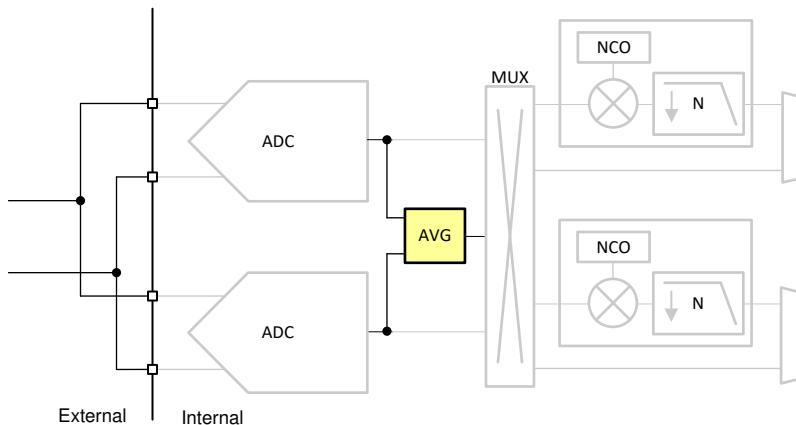 NCO
MUX
N
ADC
AVG
NCO
N
ADC
External
Internal